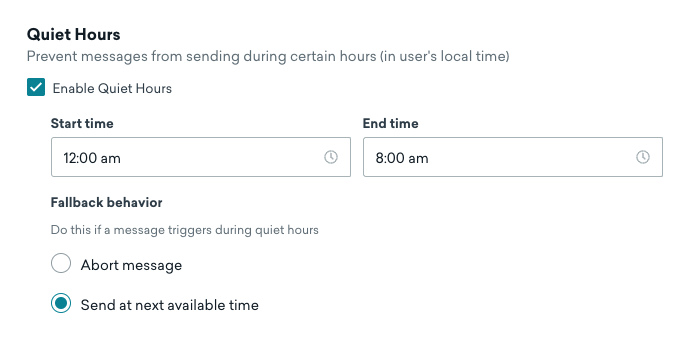 Quiet Hours
Prevent messages from sending during certain hours (in user's local time)
Enable Quiet Hours
Start time
End time
12:00 am
8:00 am
Fallback behavior
Do this if a message triggers during quiet hours
Abort message
Send at next available time